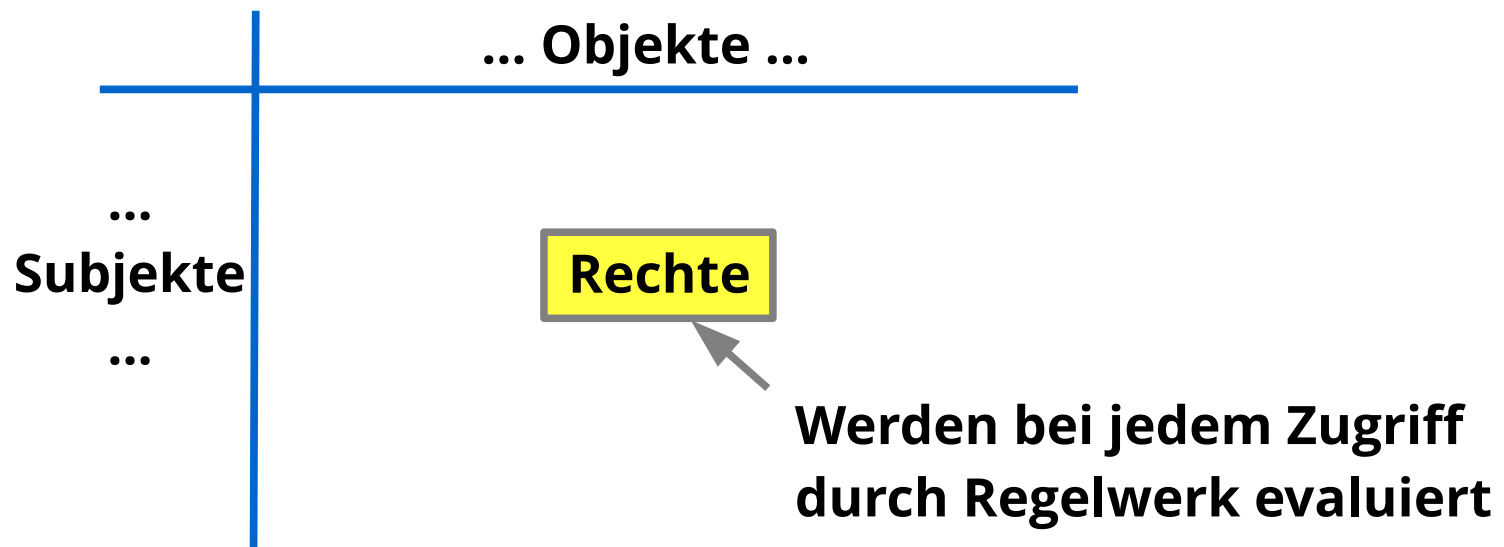 ... Objekte ...
...
Subjekte
...
Rechte
Werden bei jedem Zugriff
durch Regelwerk evaluiert